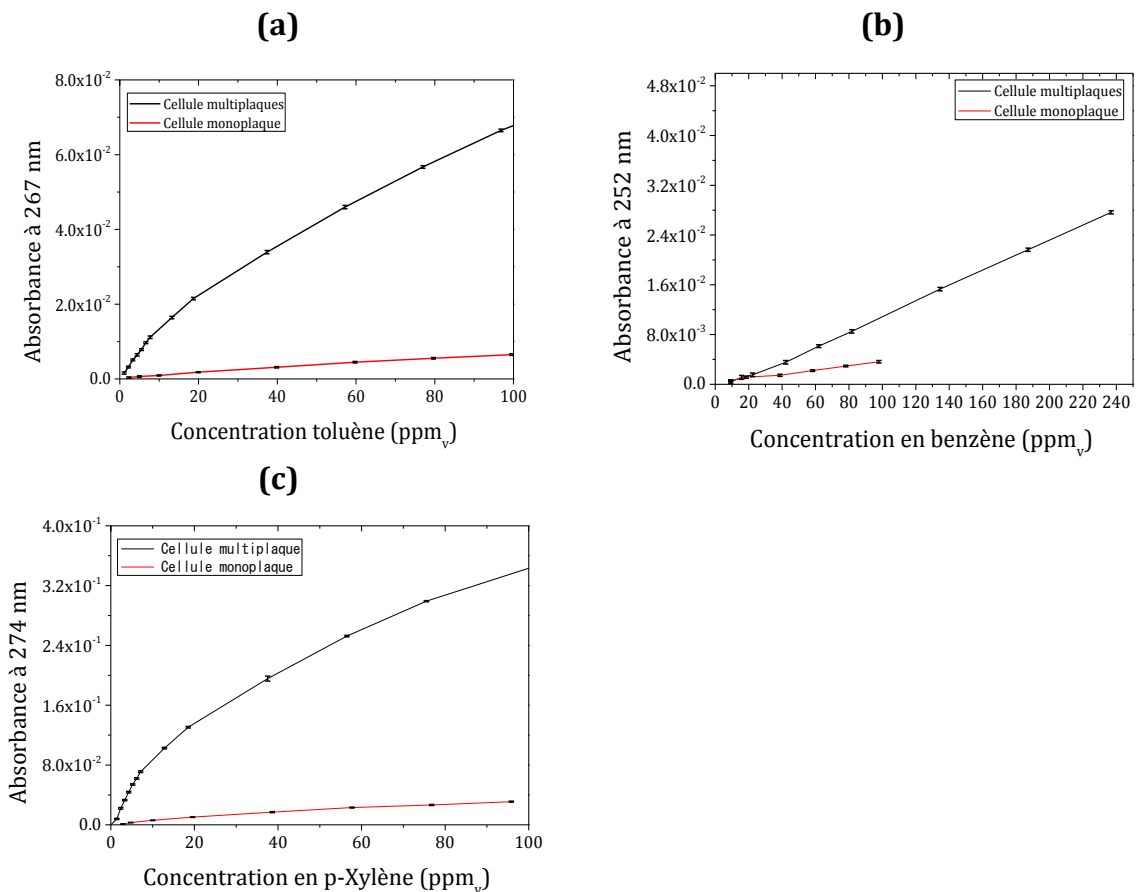 (a)
8.0x10⁻²
6.0x10⁻²
4.0x10⁻²
2.0x10⁻²
0.0
Absorbance à 267 nm
Cellule multiplaques
Cellule monoplaque
0 20 40 60 80 100
Concentration toluène (ppmᵥ)
(b)
4.8x10⁻²
4.0x10⁻²
3.2x10⁻²
2.4x10⁻²
1.6x10⁻²
8.0x10⁻³
0.0
Absorbance à 252 nm
Cellule multiplaques
Cellule monoplaque
0 20 40 60 80 100 120 140 160 180 200 220 240
Concentration en benzène (ppmᵥ)
(c)
4.0x10⁻¹
3.2x10⁻¹
2.4x10⁻¹
1.6x10⁻¹
8.0x10⁻²
0.0
Absorbance à 274 nm
Cellule multiplaque
Cellule monoplaque
0 20 40 60 80 100
Concentration en p-Xylène (ppmᵥ)